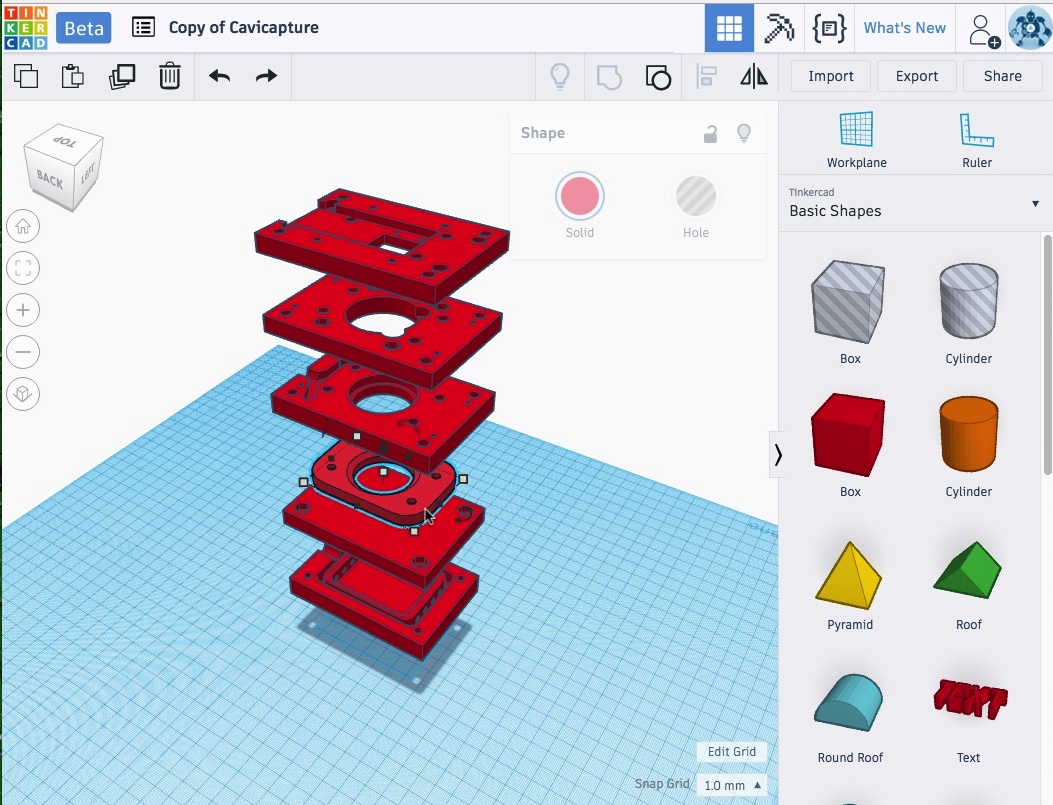 TIN
KER
CAD
Beta
Copy of Cavicapture
What's New
Import
Export
Share
TOP
BACK
LEFT
Shape
Solid
Hole
Workplane
Ruler
Tinkercad
Basic Shapes
Box
Cylinder
Box
Cylinder
Pyramid
Roof
TEXT
Round Roof
Text
Edit Grid
Snap Grid
1.0 mm